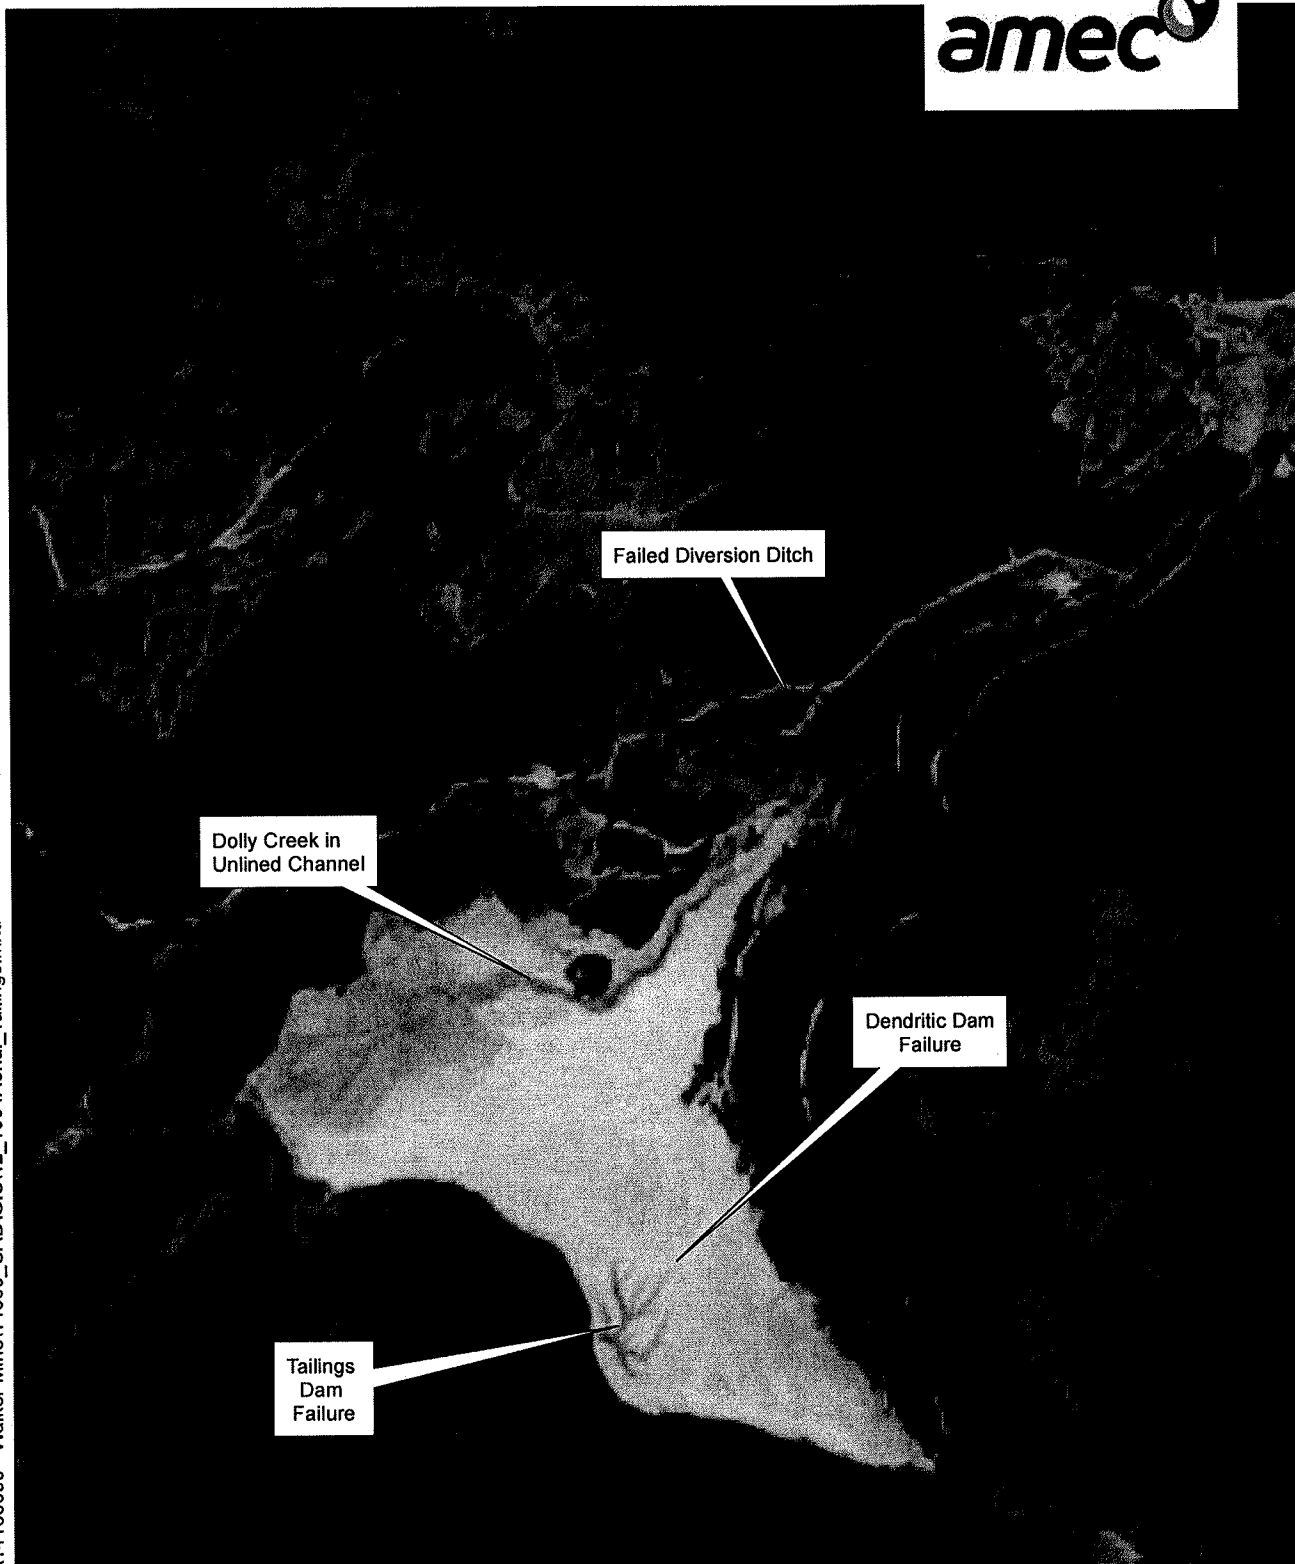 amec
Failed Diversion Ditch
Dolly Creek in
Unlined Channel
Dendritic Dam
Failure
Tailings
Dam
Failure